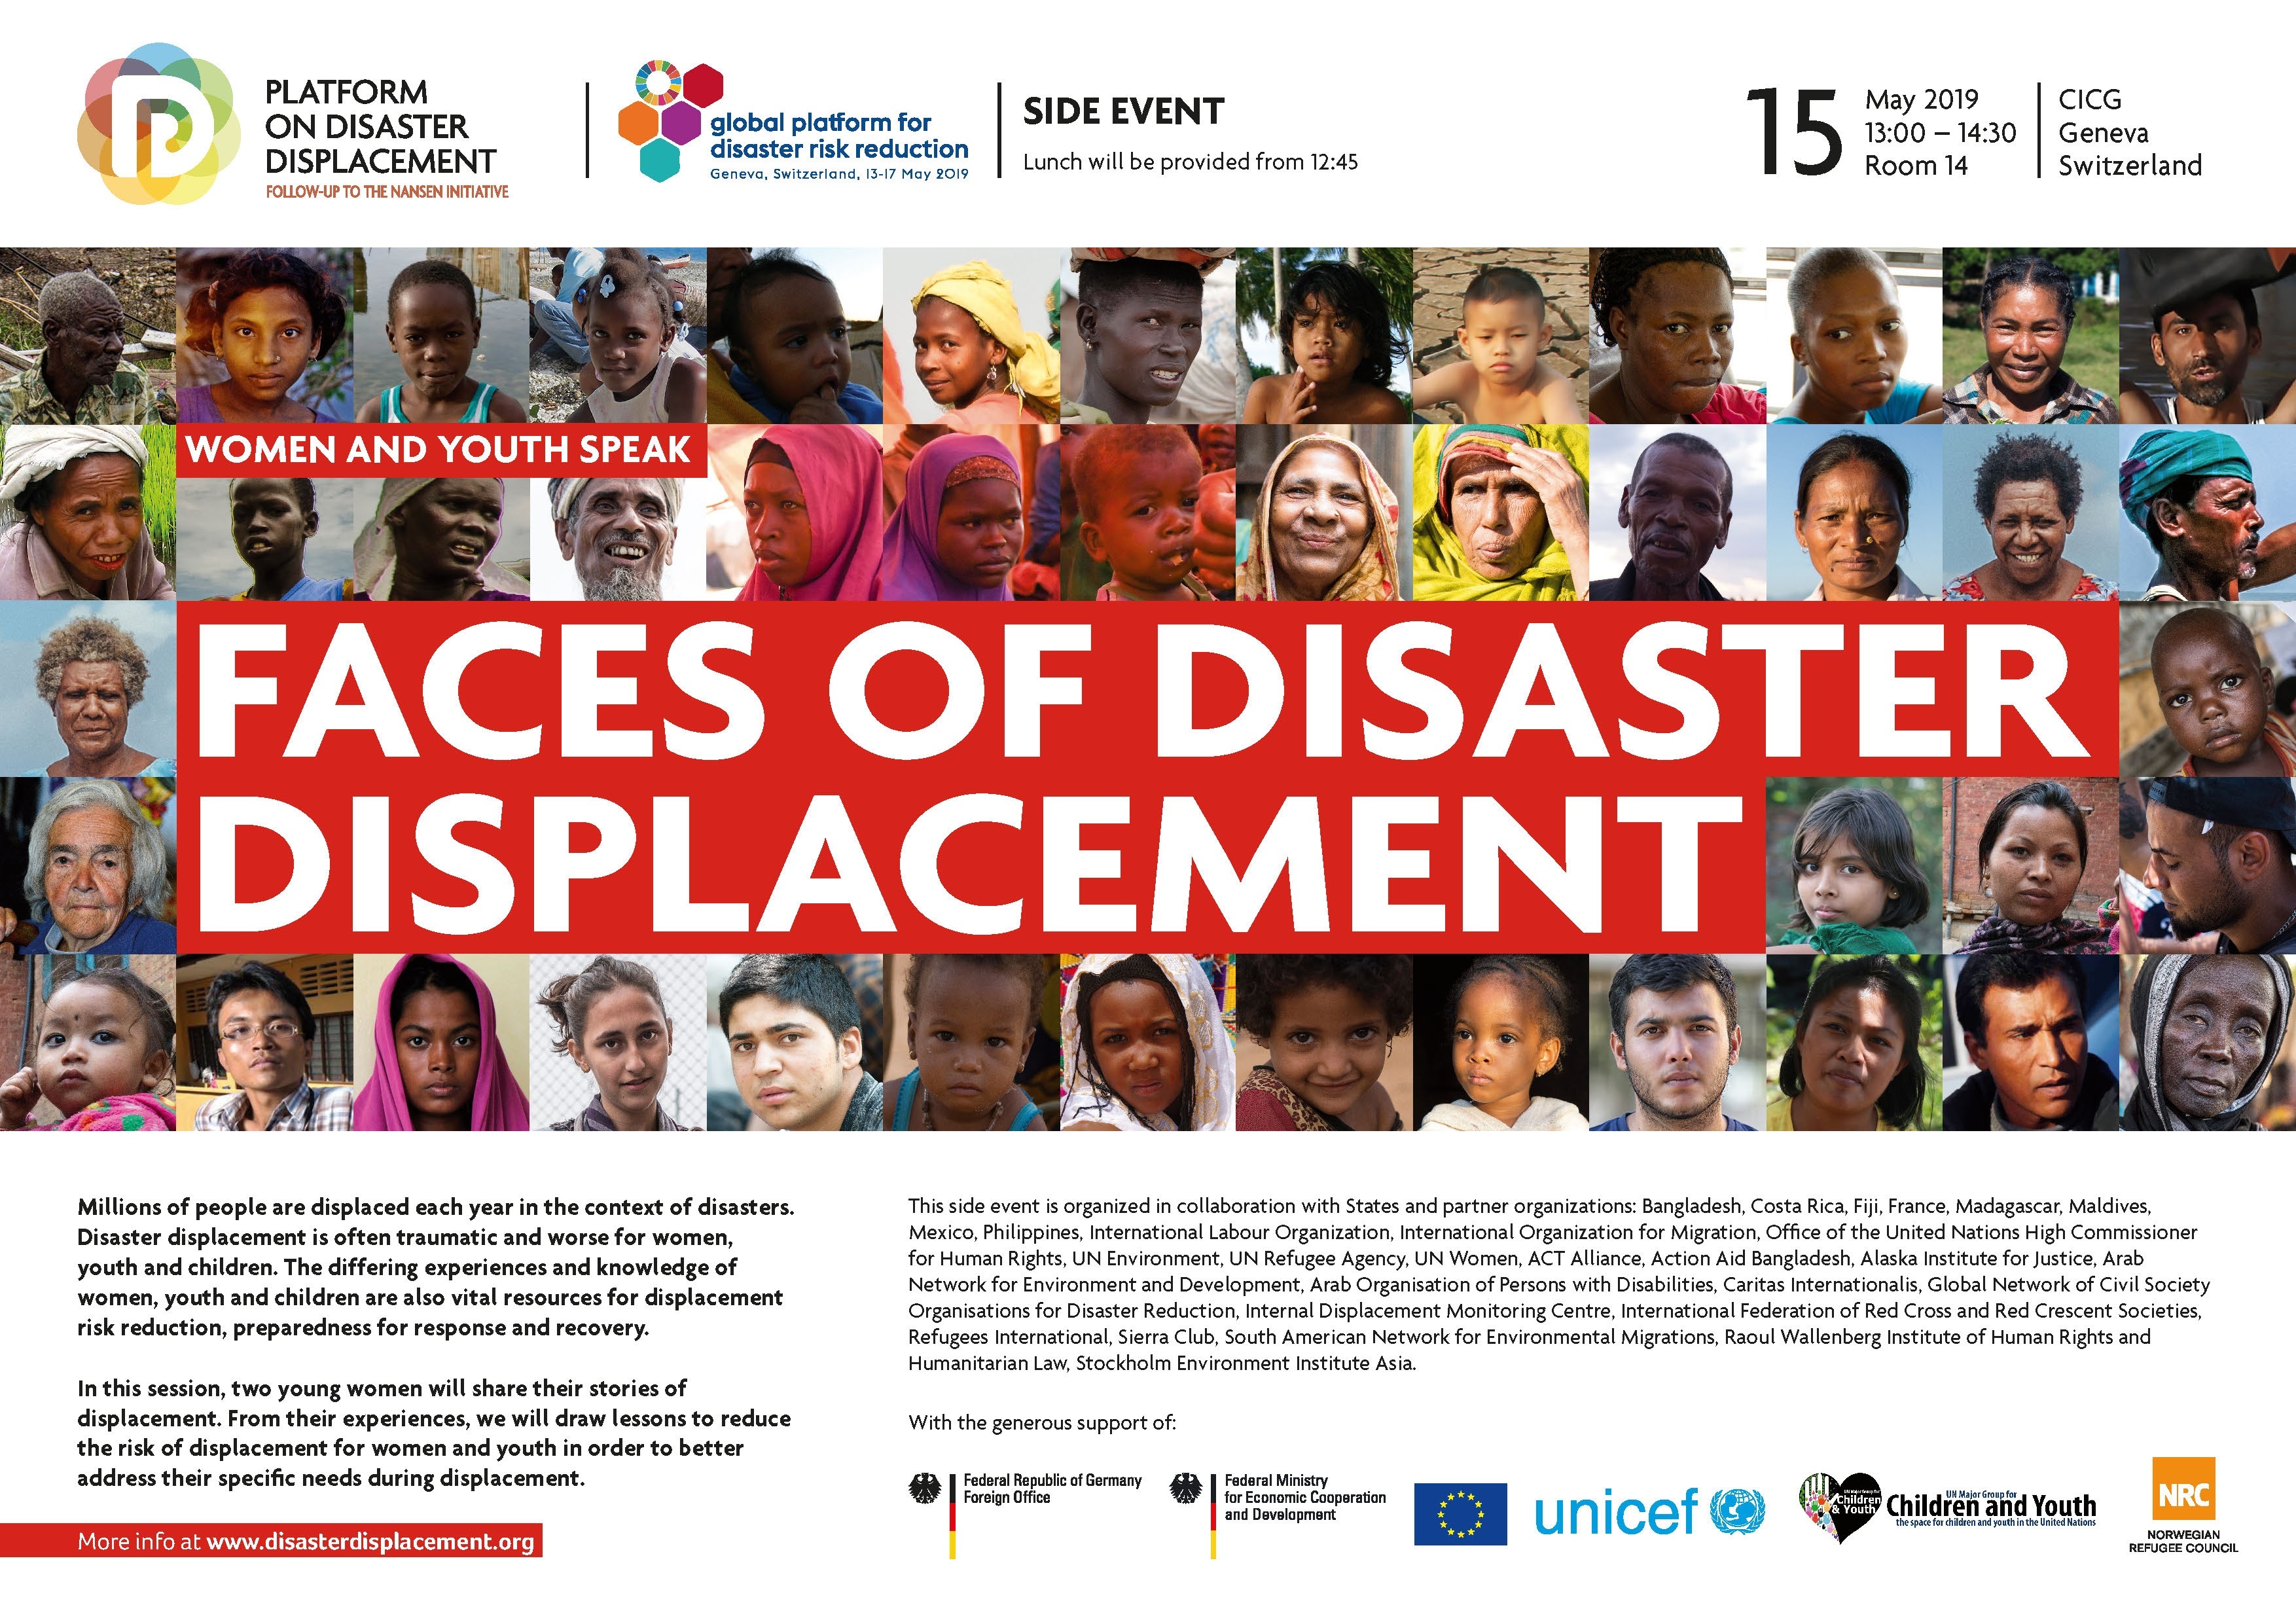 PLATFORM
ON DISASTER
DISPLACEMENT
FOLLOW-UP TO THE NANSEN INITIATIVE
global platform for
disaster risk reduction
Geneva, Switzerland, 13-17 May 2019
SIDE EVENT
Lunch will be provided from 12:45
15
May 2019
13:00 – 14:30
Room 14
CICG
Geneva
Switzerland
WOMEN AND YOUTH SPEAK
FACES OF DISASTER
DISPLACEMENT
Millions of people are displaced each year in the context of disasters.
Disaster displacement is often traumatic and worse for women,
youth and children. The differing experiences and knowledge of
women, youth and children are also vital resources for displacement
risk reduction, preparedness for response and recovery.
In this session, two young women will share their stories of
displacement. From their experiences, we will draw lessons to reduce
the risk of displacement for women and youth in order to better
address their specific needs during displacement.
More info at www.disasterdisplacement.org
This side event is organized in collaboration with States and partner organizations: Bangladesh, Costa Rica, Fiji, France, Madagascar, Maldives,
Mexico, Philippines, International Labour Organization, International Organization for Migration, Office of the United Nations High Commissioner
for Human Rights, UN Environment, UN Refugee Agency, UN Women, ACT Alliance, Action Aid Bangladesh, Alaska Institute for Justice, Arab
Network for Environment and Development, Arab Organisation of Persons with Disabilities, Caritas Internationalis, Global Network of Civil Society
Organisations for Disaster Reduction, Internal Displacement Monitoring Centre, International Federation of Red Cross and Red Crescent Societies,
Refugees International, Sierra Club, South American Network for Environmental Migrations, Raoul Wallenberg Institute of Human Rights and
Humanitarian Law, Stockholm Environment Institute Asia.
With the generous support of:
Federal Republic of Germany
Foreign Office
Federal Ministry
for Economic Cooperation
and Development
unicef
UN Major Group for
Children
& Youth
UN Major Group for
Children and Youth
the space for children and youth in the United Nations
NRC
NORWEGIAN
REFUGEE COUNCIL